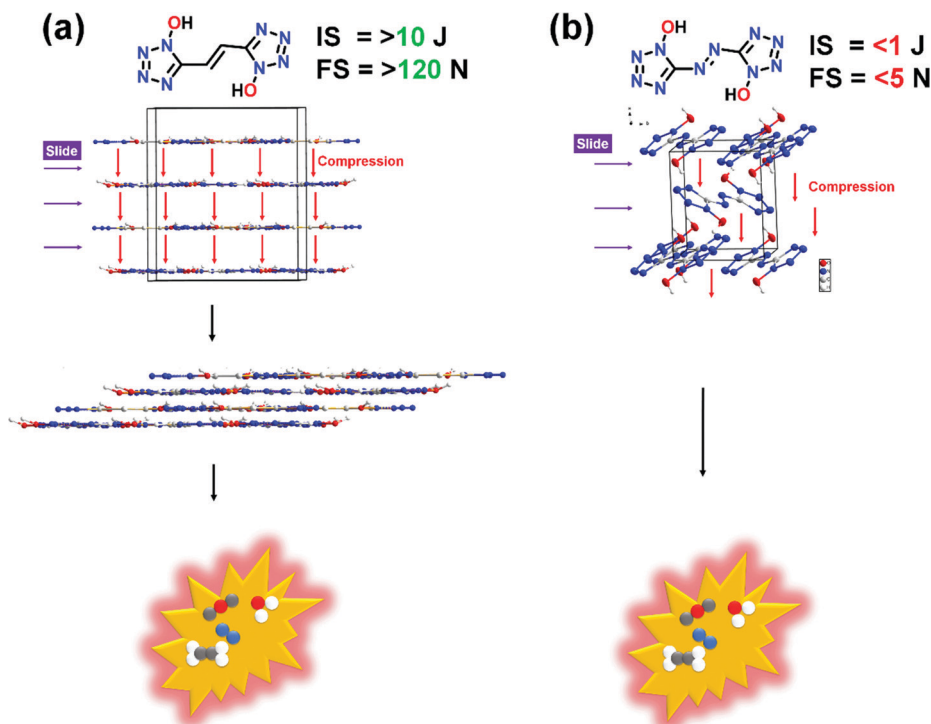 (a)
OH
N N N N
N N N N
HO
IS = >10 J
FS = >120 N
Slide
Compression
(b)
OH
N N N N N
N N N N N
HO
IS = <1 J
FS = <5 N
Slide
Compression